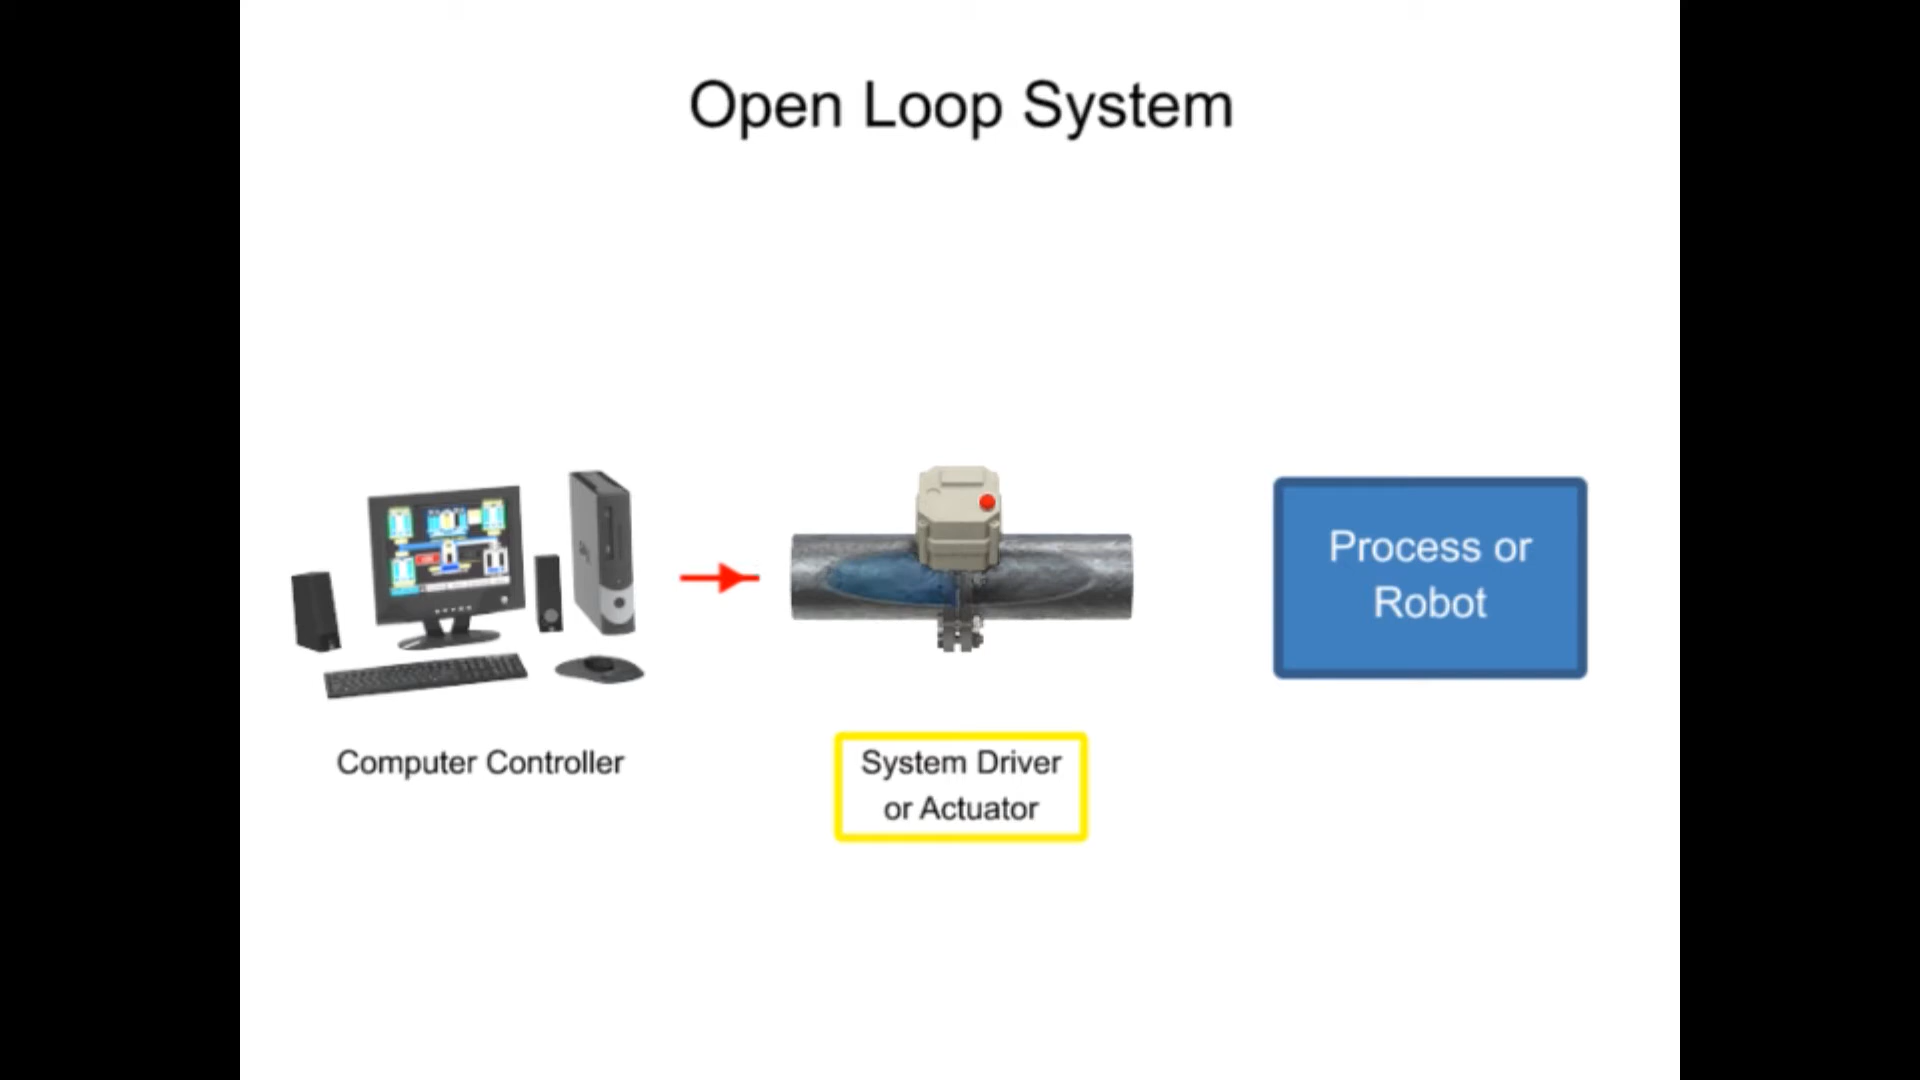 Open Loop System
Process or
Robot
Computer Controller
System Driver
or Actuator